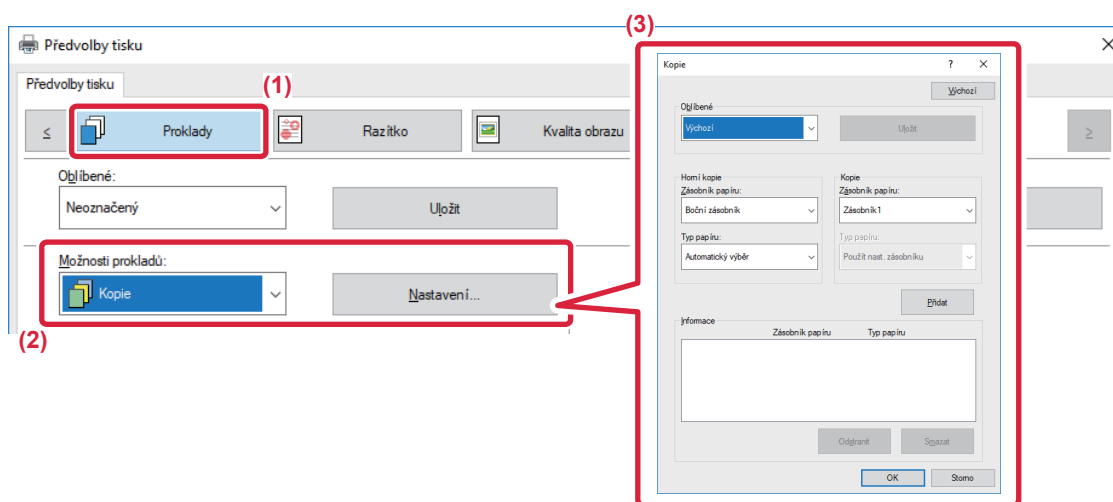 Předvolby tisku
Předvolby tisku
(1)
≤
Proklady
Razítko
Kvalita obrazu
≥
Oblíbené:
Neoznačený
Uložit
Možnosti prokladů:
Kopie
Nastavení...
(2)
(3)
Kopie
?
Výchozí
Oblíbené
Výchozí
Uložit
Horní kopie
Zásobník papíru:
Boční zásobník
Typ papíru:
Automatický výběr
Kopie
Zásobník papíru:
Zásobník1
Typ papíru:
Použít nast. zásobníku
Přidat
Informace
Zásobník papíru Typ papíru
Odstranit
Smazat
OK
Storno